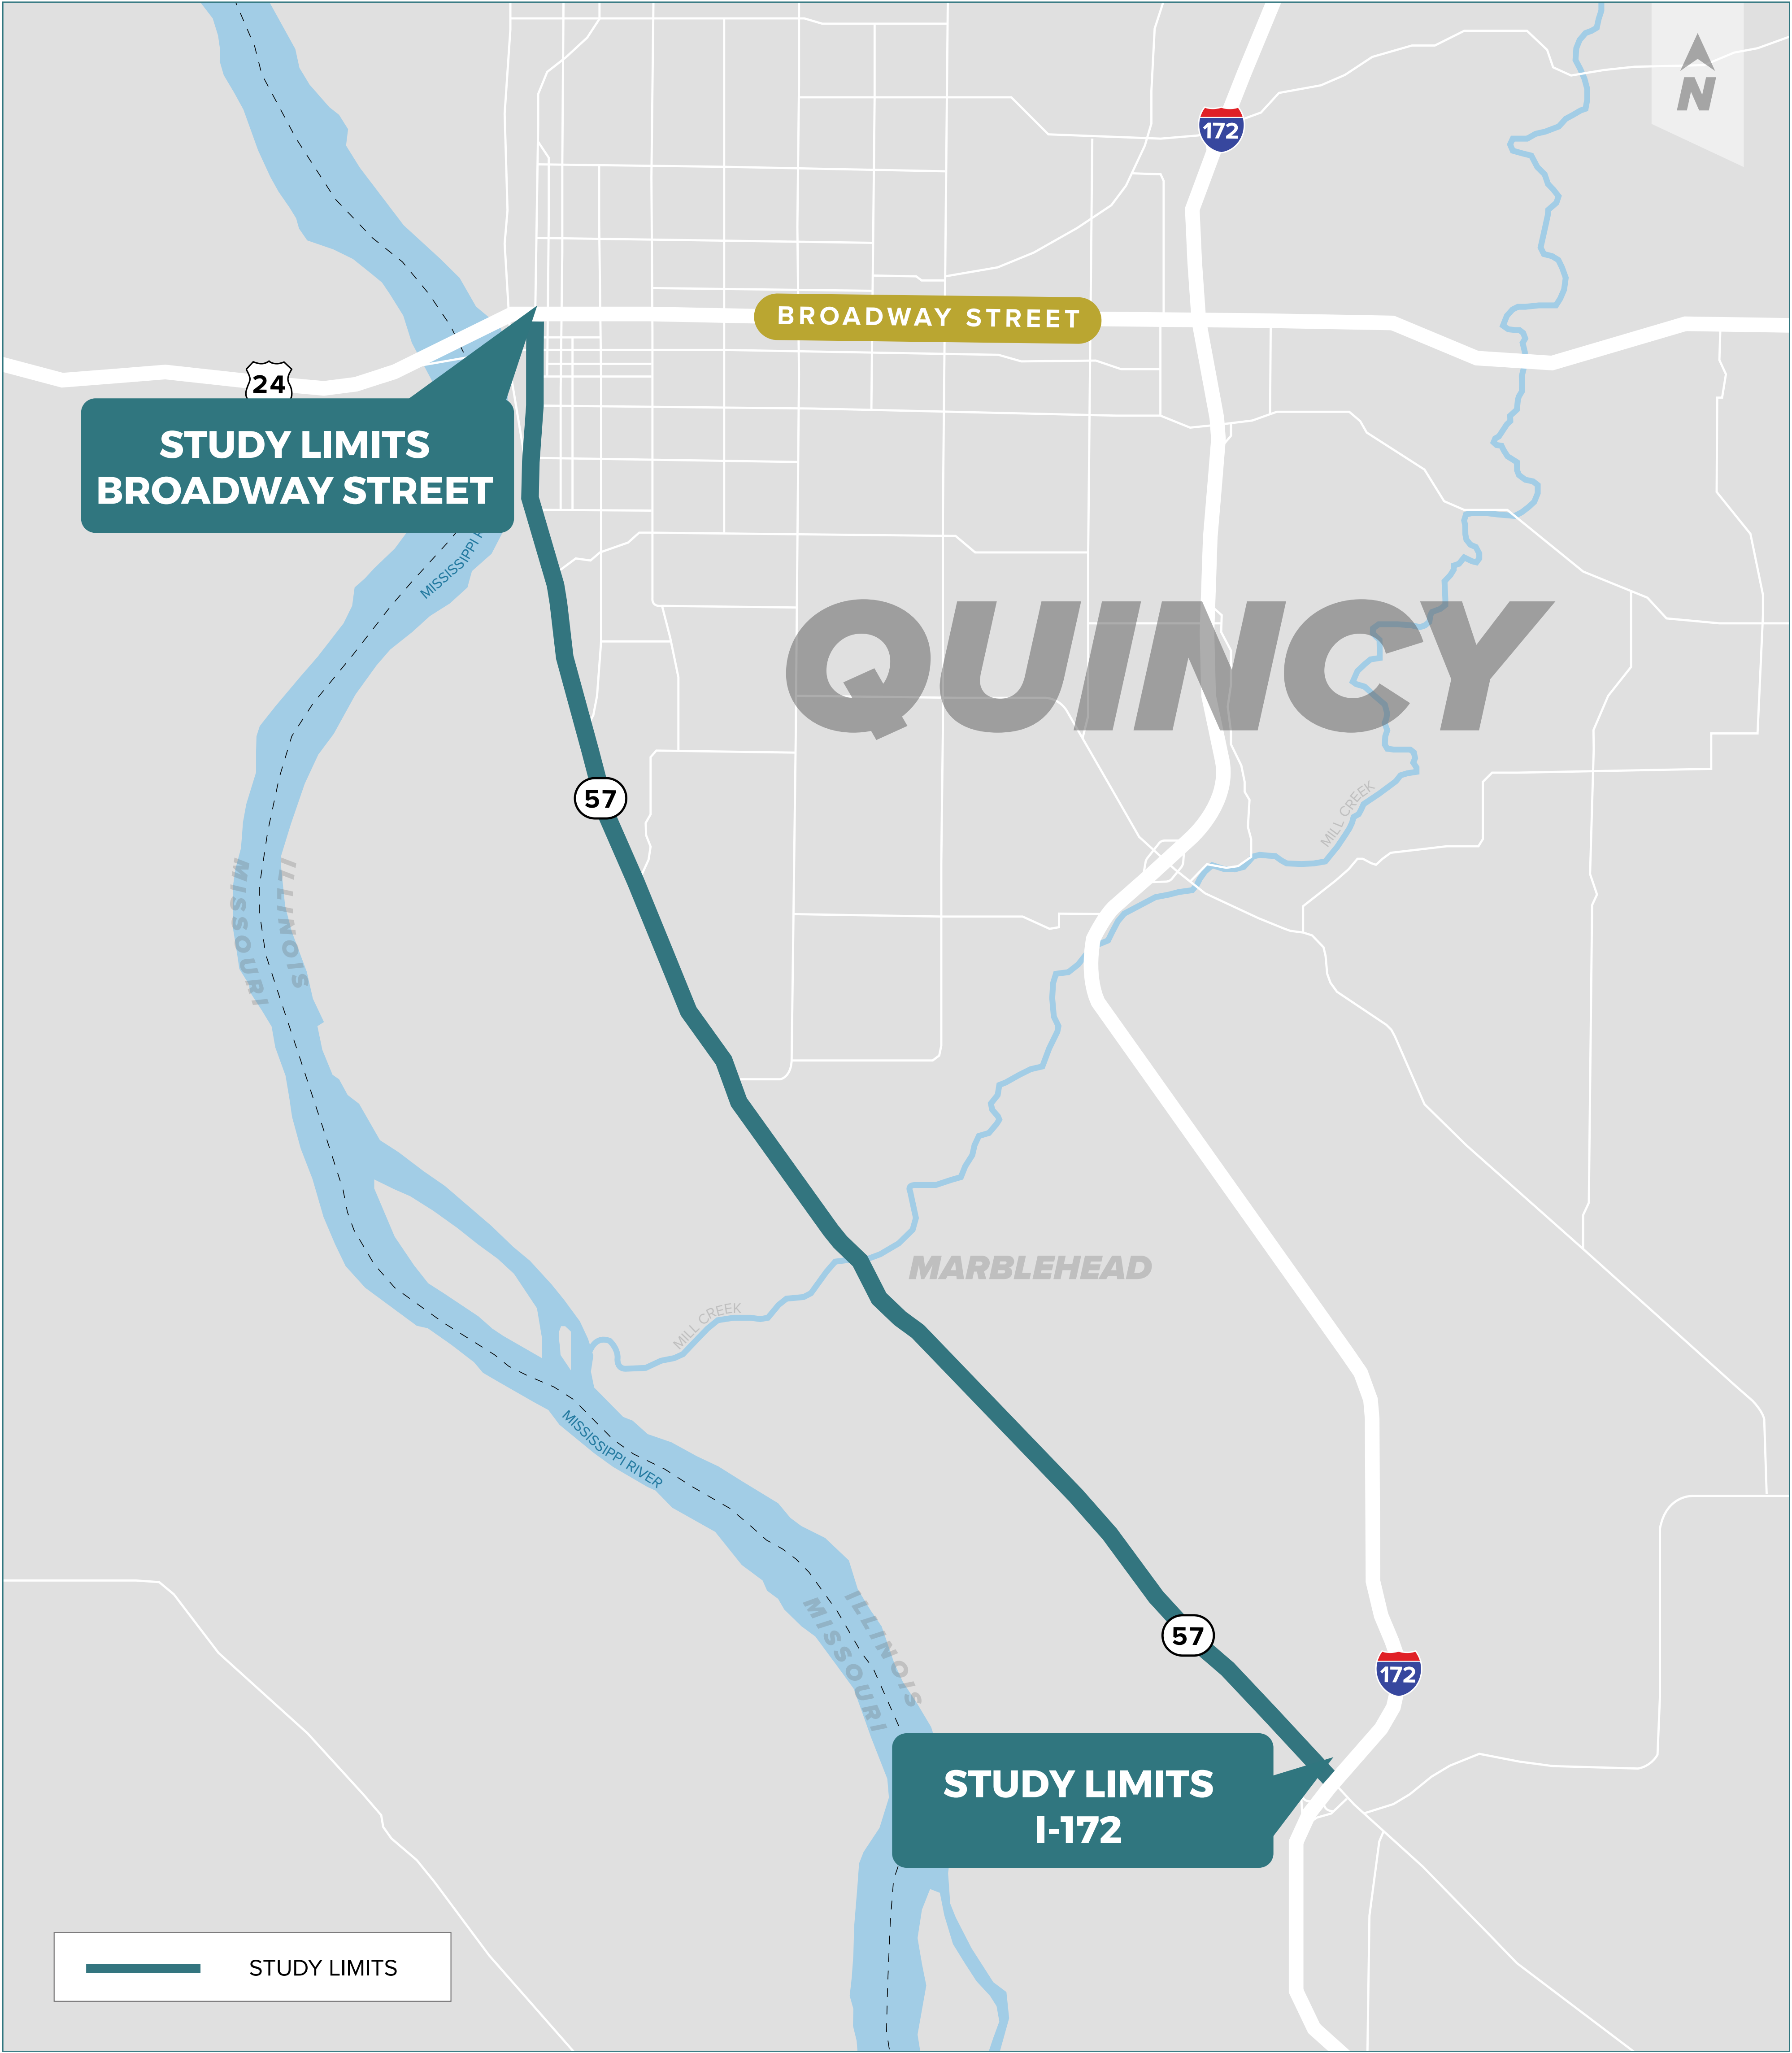 N
172
BROADWAY STREET
24
STUDY LIMITS
BROADWAY STREET
MISSISSIPPI
QUINCY
57
MILL CREEK
ILLINOIS
MISSOURI
MARBLEHEAD
MILL CREEK
MISSISSIPPI RIVER
ILLINOIS
MISSOURI
57
172
STUDY LIMITS
I-172
STUDY LIMITS